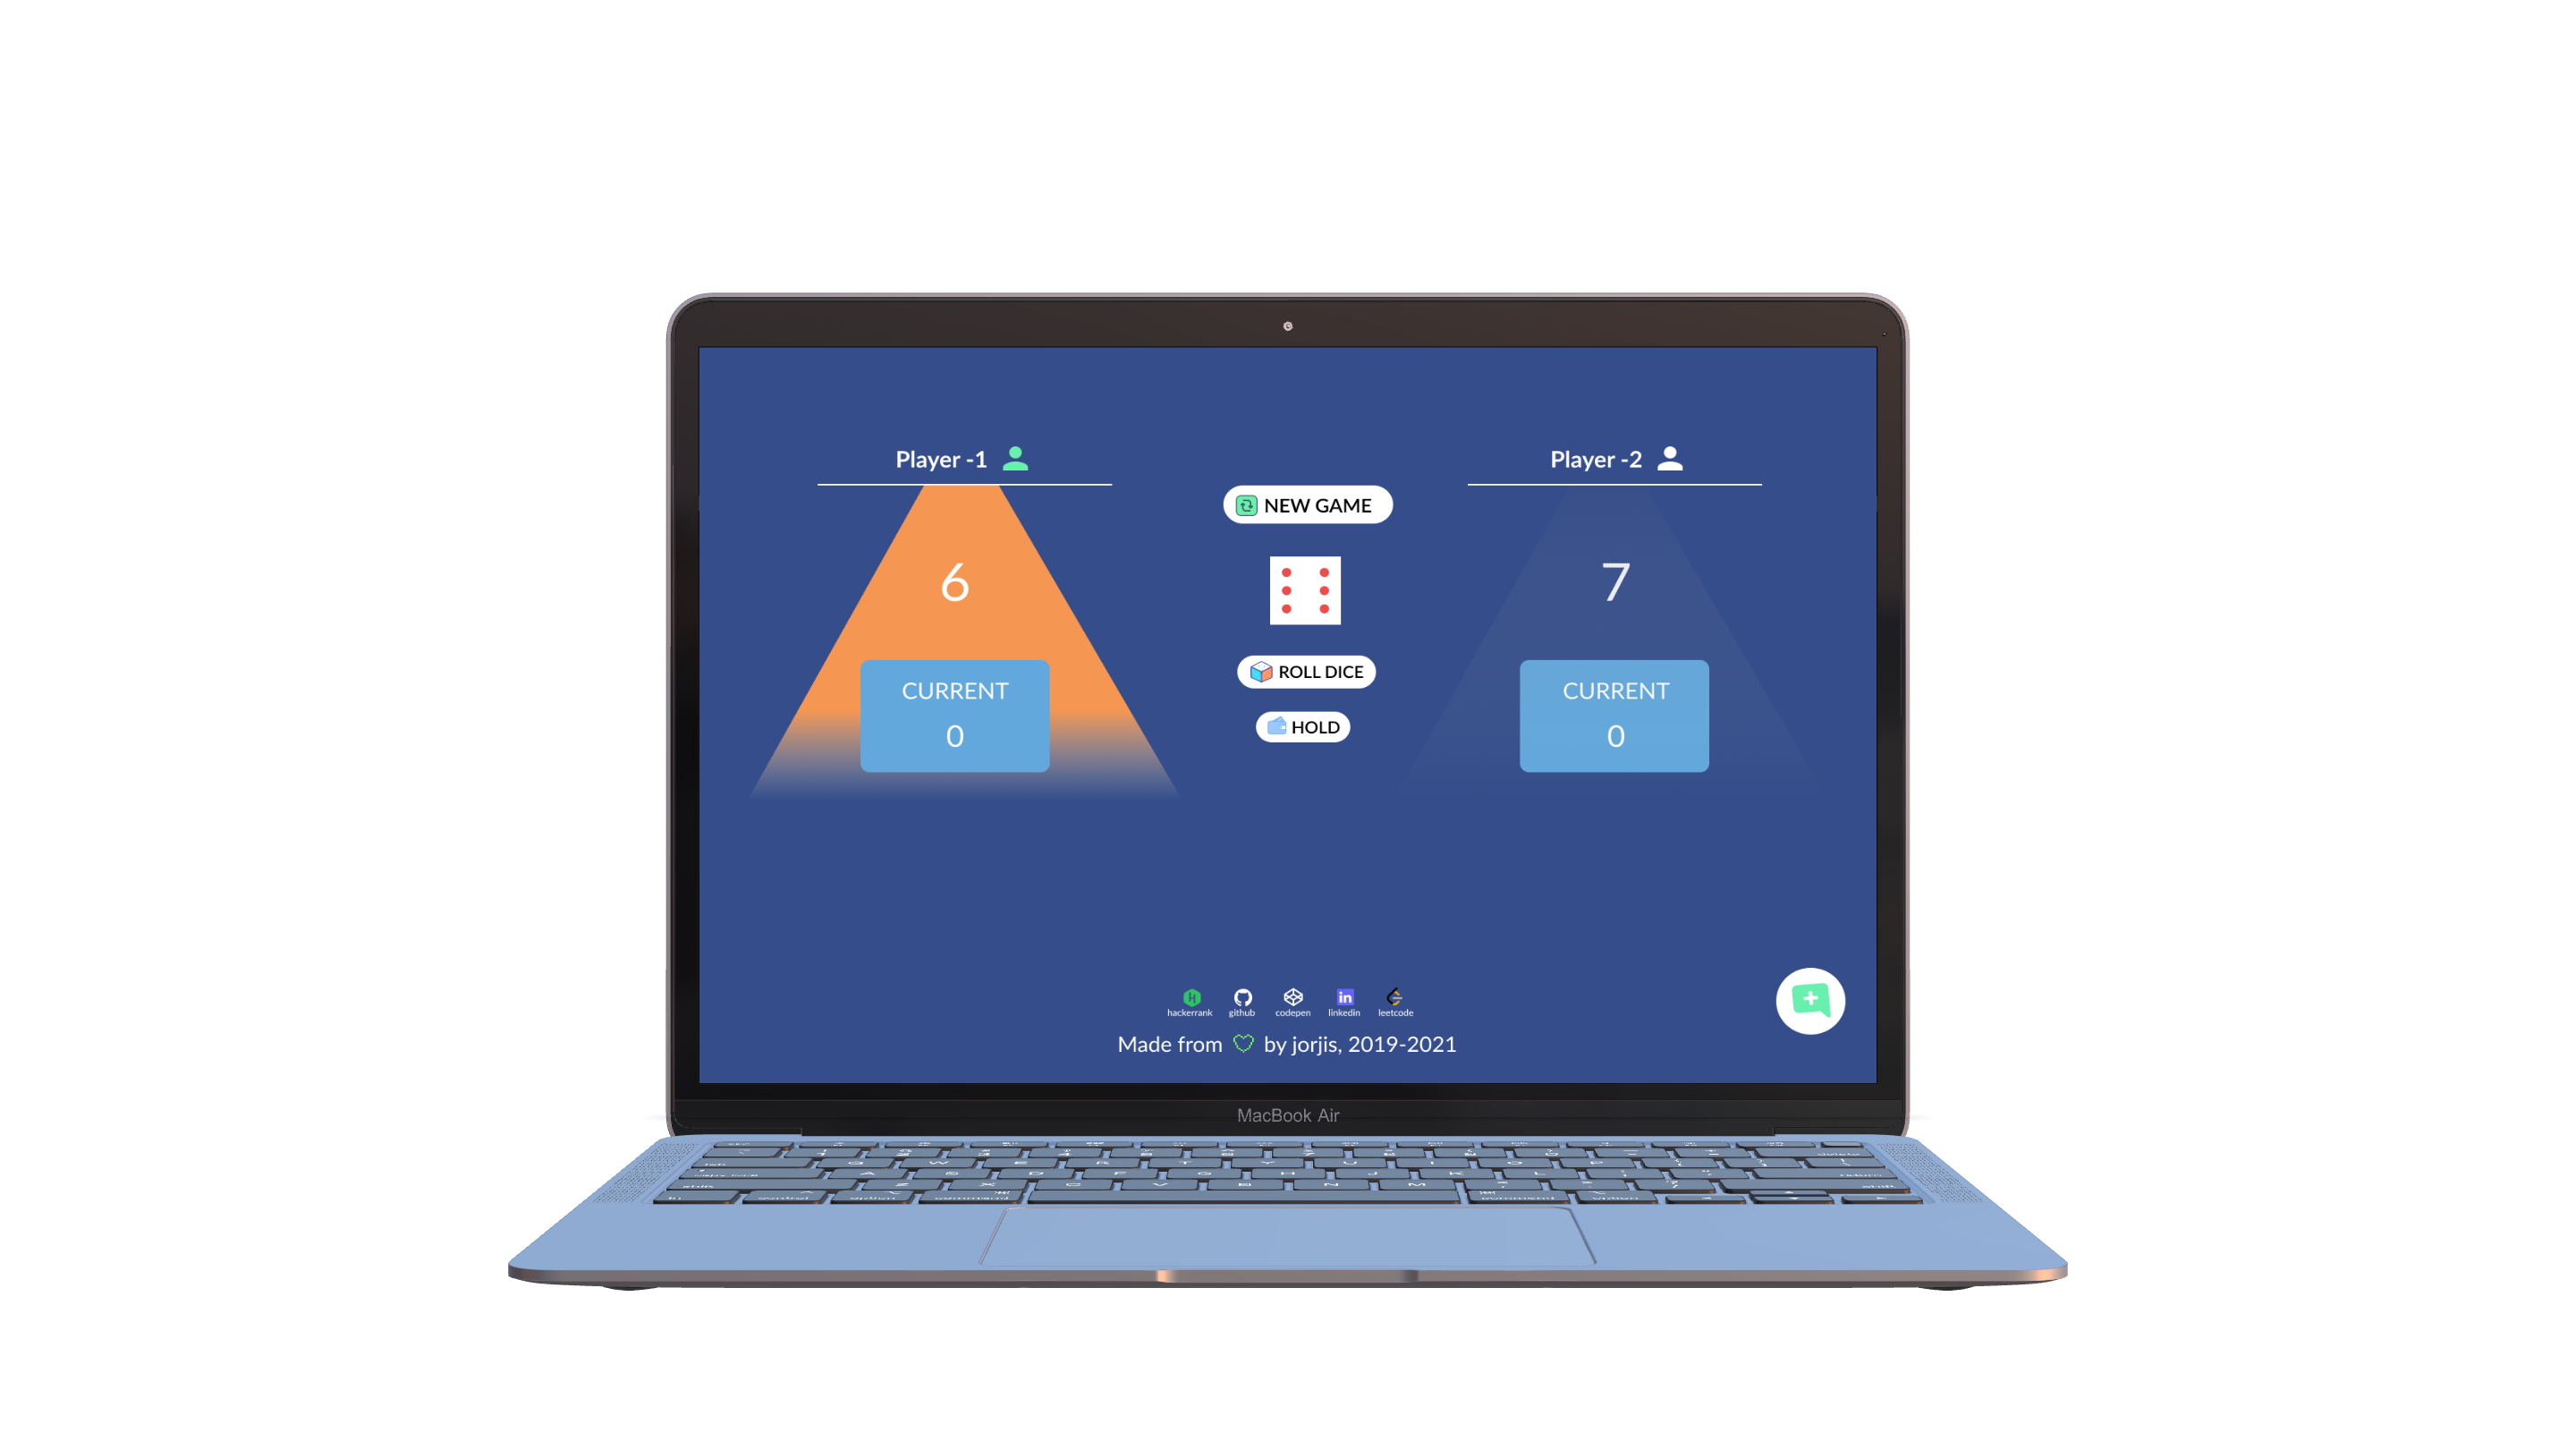 Player -1
Player -2
NEW GAME
6
7
ROLL DICE
CURRENT
0
CURRENT
0
HOLD
hackerrank github codepen linkedin leetcode
Made from by jorjis, 2019-2021
MacBook Air